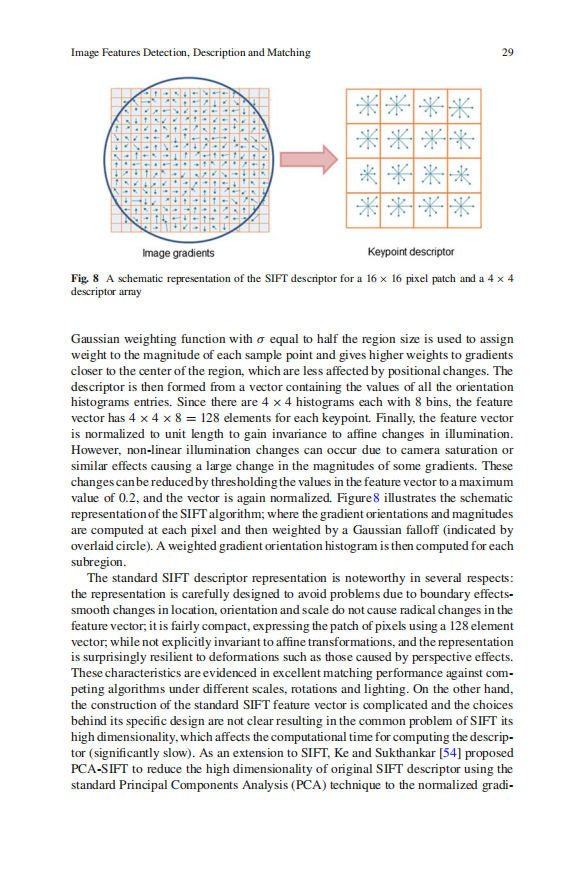 Image Features Detection, Description and Matching 29
Image gradients
Keypoint descriptor
Fig. 8 A schematic representation of the SIFT descriptor for a 16 × 16 pixel patch and a 4 × 4
descriptor array
Gaussian weighting function with σ equal to half the region size is used to assign
weight to the magnitude of each sample point and gives higher weights to gradients
closer to the center of the region, which are less affected by positional changes. The
descriptor is then formed from a vector containing the values of all the orientation
histograms entries. Since there are 4 × 4 histograms each with 8 bins, the feature
vector has 4 × 4 × 8 = 128 elements for each keypoint. Finally, the feature vector
is normalized to unit length to gain invariance to affine changes in illumination.
However, non-linear illumination changes can occur due to camera saturation or
similar effects causing a large change in the magnitudes of some gradients. These
changes can be reduced by thresholding the values in the feature vector to a maximum
value of 0.2, and the vector is again normalized. Figure 8 illustrates the schematic
representation of the SIFT algorithm; where the gradient orientations and magnitudes
are computed at each pixel and then weighted by a Gaussian falloff (indicated by
overlaid circle). A weighted gradient orientation histogram is then computed for each
subregion.
The standard SIFT descriptor representation is noteworthy in several respects:
the representation is carefully designed to avoid problems due to boundary effects-
smooth changes in location, orientation and scale do not cause radical changes in the
feature vector; it is fairly compact, expressing the patch of pixels using a 128 element
vector; while not explicitly invariant to affine transformations, and the representation
is surprisingly resilient to deformations such as those caused by perspective effects.
These characteristics are evidenced in excellent matching performance against com-
peting algorithms under different scales, rotations and lighting. On the other hand,
the construction of the standard SIFT feature vector is complicated and the choices
behind its specific design are not clear resulting in the common problem of SIFT its
high dimensionality, which affects the computational time for computing the descrip-
tor (significantly slow). As an extension to SIFT, Ke and Sukthankar [54] proposed
PCA-SIFT to reduce the high dimensionality of original SIFT descriptor using the
standard Principal Components Analysis (PCA) technique to the normalized gradi-